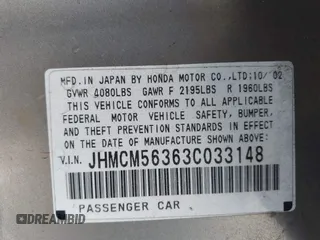 MFD.IN JAPAN BY HONDA MOTOR CO.,LTD:10/'02
GVWR 4080LBS GAWR F 2195LBS R 1960LBS
THIS VEHICLE CONFORMS TO ALL APPLICABLE
FEDERAL MOTOR VEHICLE SAFETY, BUMPER,
AND THEFT PREVENTION STANDARDS IN EFFECT
ON THE DATE OF MANUFACTURE SHOWN ABOVE:
V.I.N. JHMCM56363C033148
PASSENGER CAR
DREAMBID